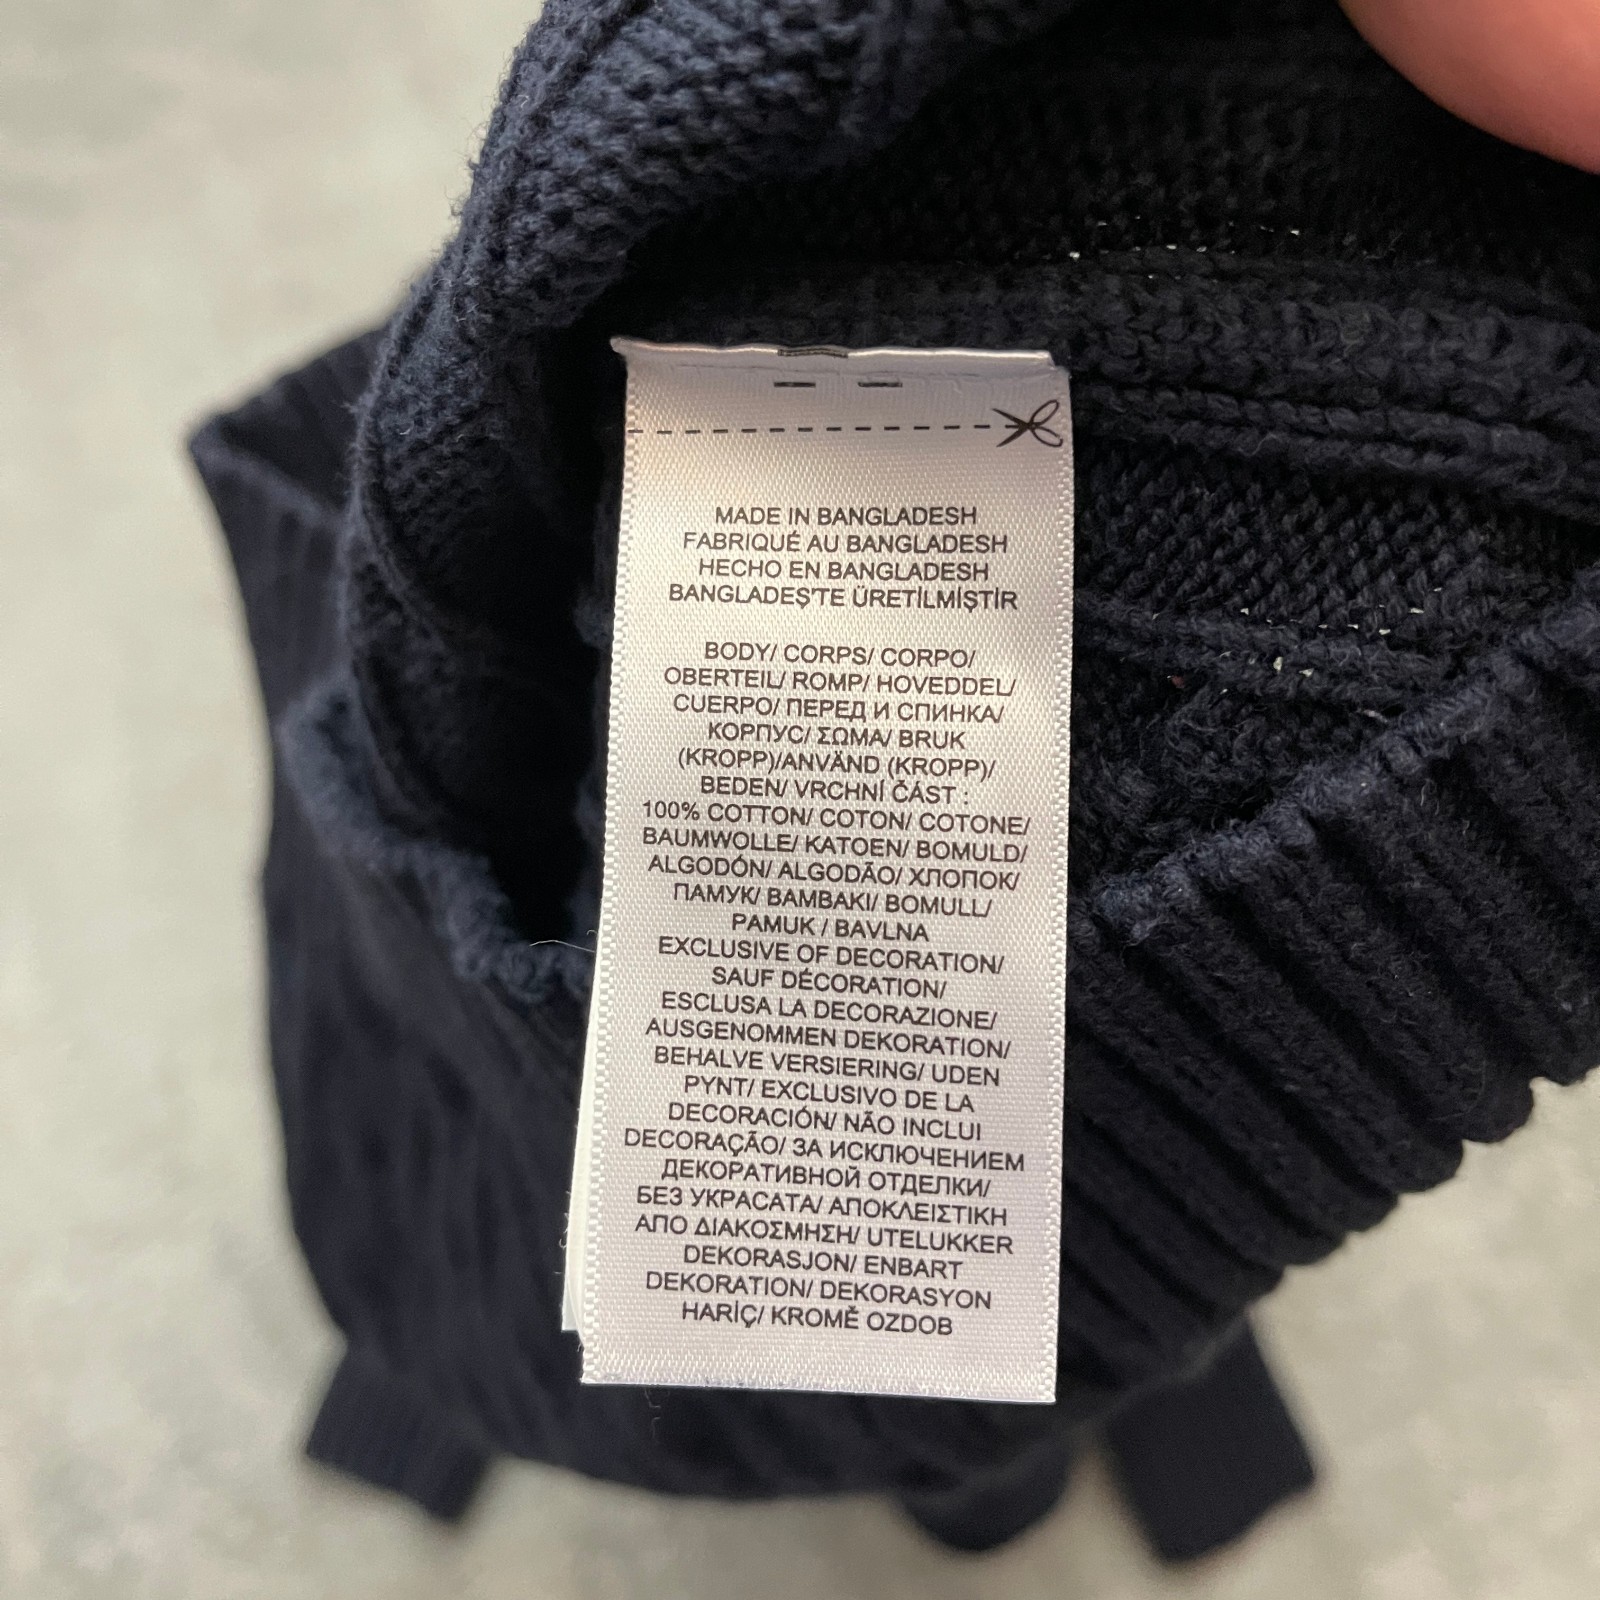 MADE IN BANGLADESH
FABRIQUÉ AU BANGLADESH
HECHO EN BANGLADESH
BANGLADEŞ'TE ÜRETİLMİŞTİR
BODY/ CORPS/ CORPO/
OBERTEIL/ ROMP/ HOVEDDEL/
CUERPO/ ПЕРЕД И СПИНКА/
КОРПУС/ ΣΩΜΑ/ BRUK
(KROPP)/ANVÄND (KROPP)/
BEDEN/ VRCHNÍ ČÁST :
100% COTTON/ COTON/ COTONE/
BAUMWOLLE/ KATOEN/ BOMULD/
ALGODÓN/ ALGODÃO/ ХЛОПОК/
ПАМУК/ BAMBAKI/ BOMULL/
PAMUK / BAVLNA
EXCLUSIVE OF DECORATION/
SAUF DÉCORATION/
ESCLUSA LA DECORAZIONE/
AUSGENOMMEN DEKORATION/
BEHALVE VERSIERING/ UDEN
PYNT/ EXCLUSIVO DE LA
DECORACIÓN/ NÃO INCLUI
DECORAÇÃO/ ЗА ИСКЛЮЧЕНИЕМ
ДЕКОРАТИВНОЙ ОТДЕЛКИ/
БЕЗ УКРАСАТА/ ΑΠΟΚΛΕΙΣΤΙΚΗ
ΑΠΟ ΔΙΑΚΟΣΜΗΣΗ/ UTELUKKER
DEKORASJON/ ENBART
DEKORATION/ DEKORASYON
HARİÇ/ KROMĚ OZDOB